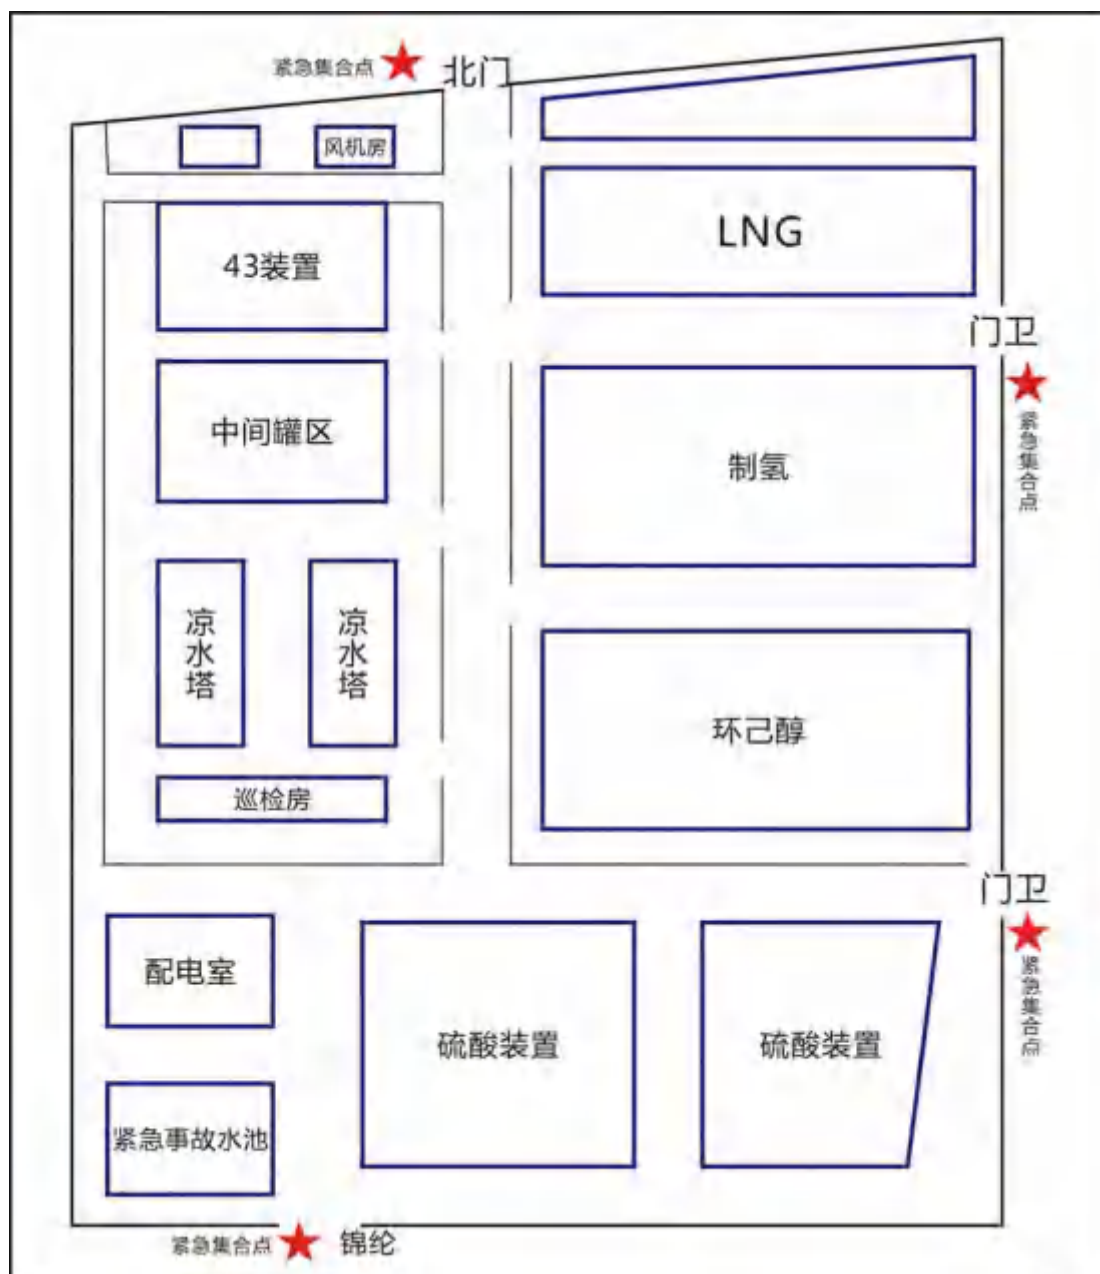 紧急集合点
北门
风机房
LNG
43装置
门卫
紧急集合点
中间罐区
制氢
凉水塔
凉水塔
环己醇
巡检房
门卫
紧急集合点
配电室
硫酸装置
硫酸装置
紧急事故水池
紧急集合点
锦纶